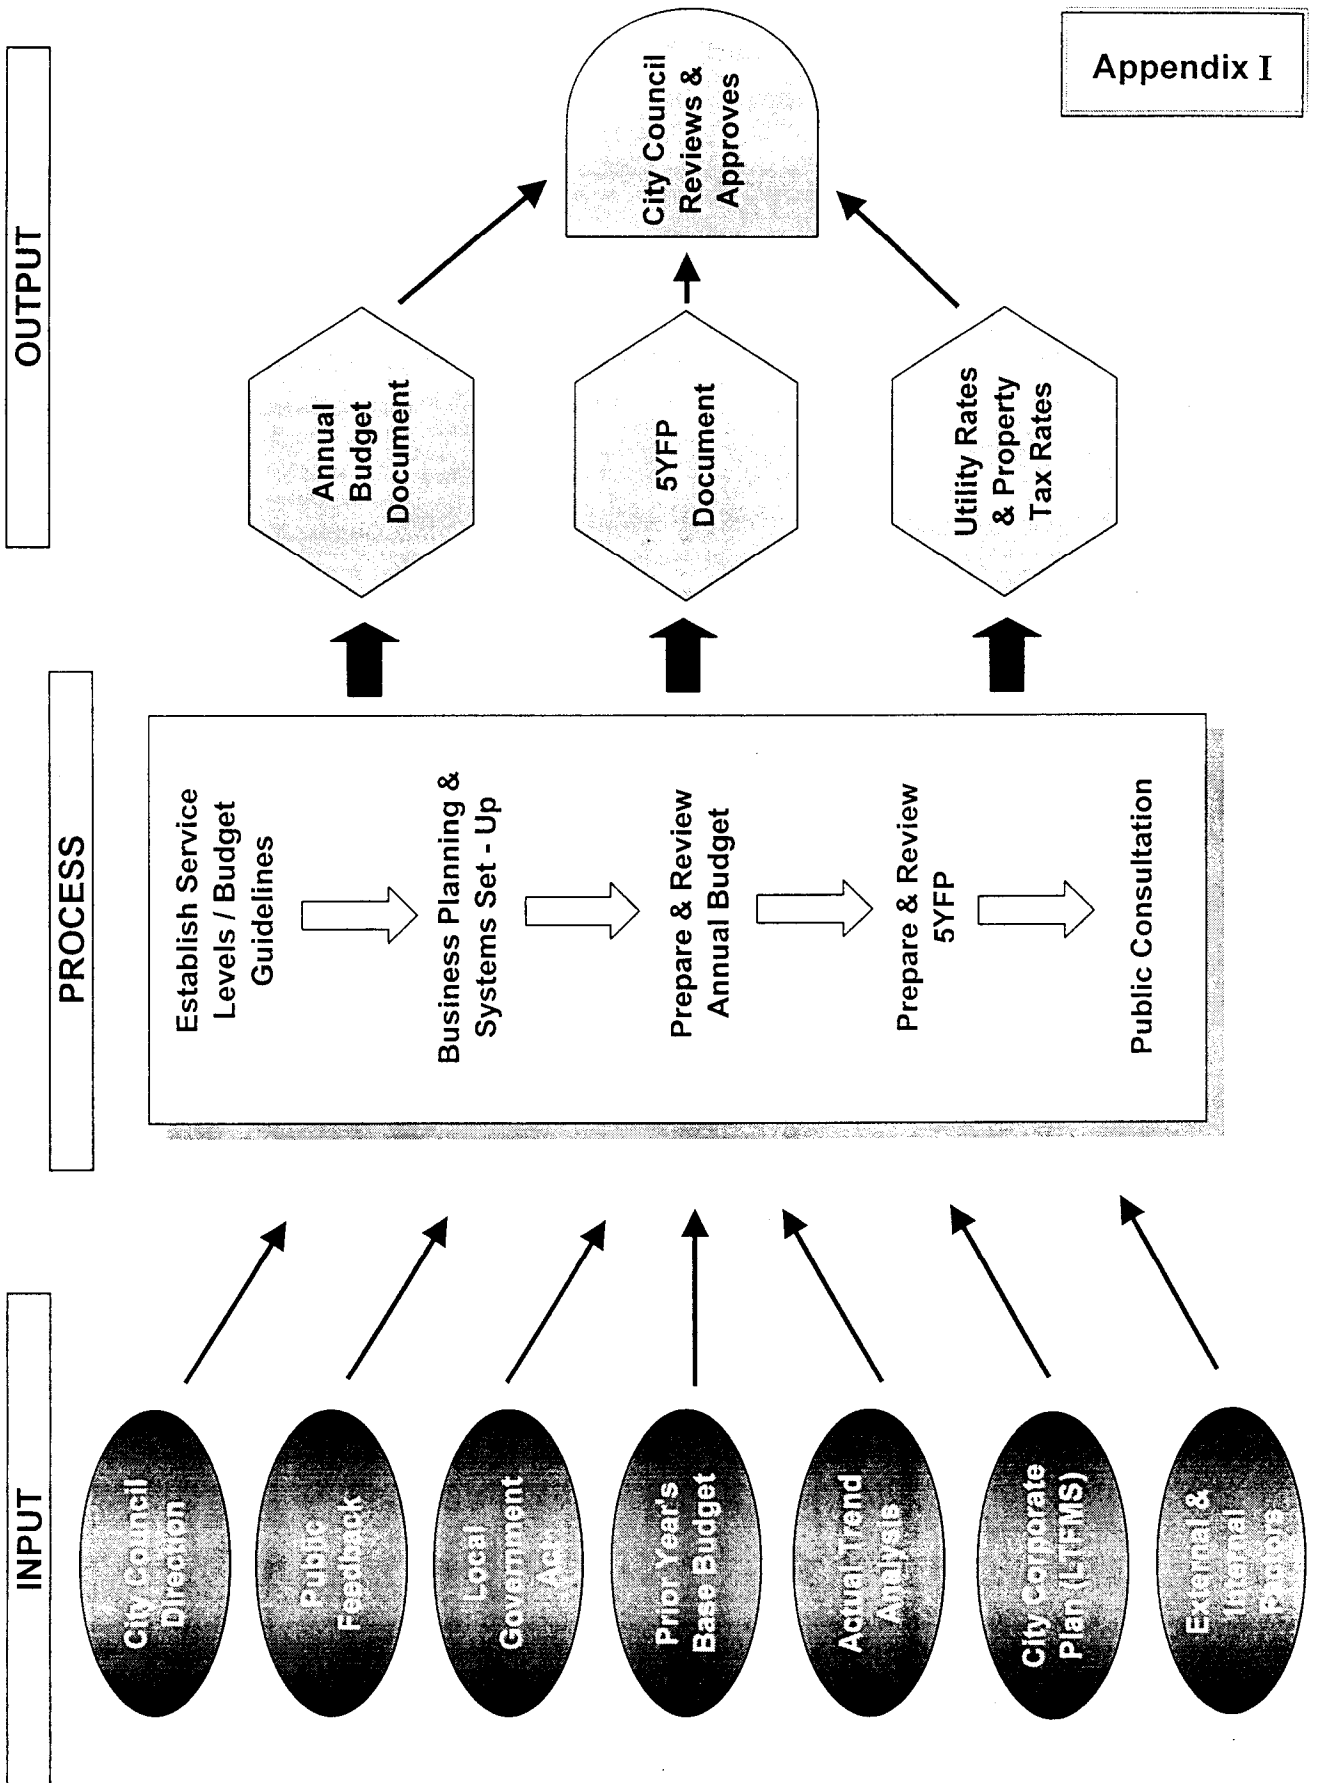 INPUT
City Council
Direction
Public
Feedback
Local
Government
Act
Prior Year's
Base Budget
Actual Trend
Analysis
City Corporate
Plan (LTFMS)
External &
Internal
Factors
PROCESS
Establish Service
Levels / Budget
Guidelines
Business Planning &
Systems Set - Up
Prepare & Review
Annual Budget
Prepare & Review
5YFP
Public Consultation
OUTPUT
Annual
Budget
Document
5YFP
Document
Utility Rates
& Property
Tax Rates
City Council
Reviews &
Approves
Appendix I